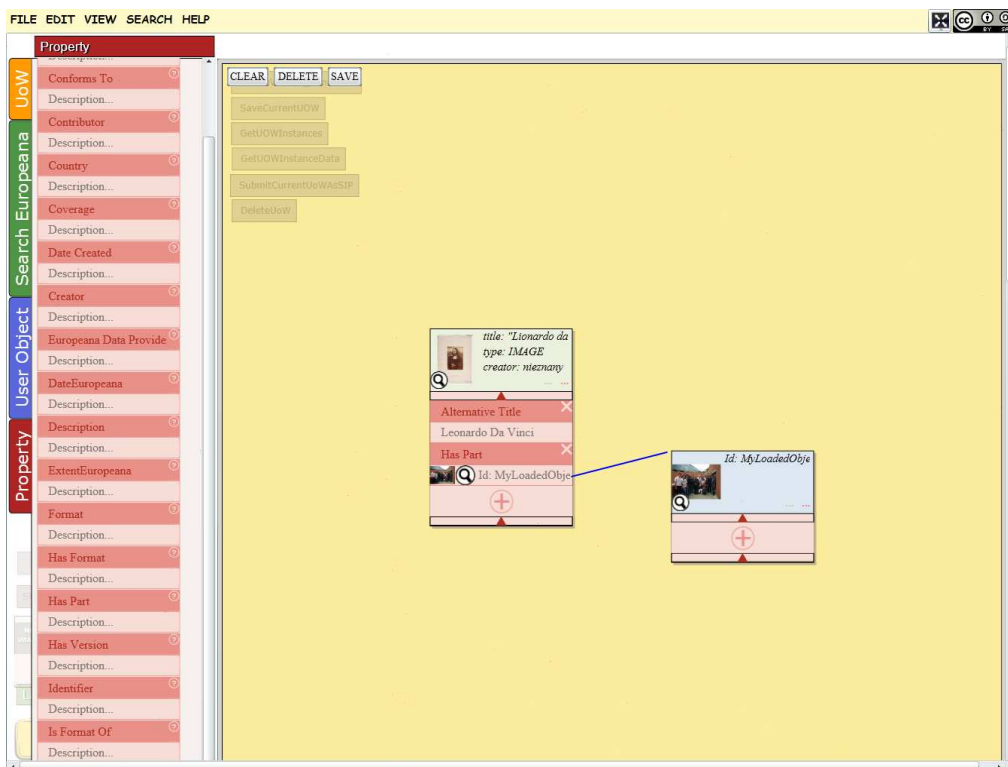 FILE EDIT VIEW SEARCH HELP
BY SA
Property
UoW
Search Europeana
User Object
Property
Conforms To
Description...
Contributor
Description...
Country
Description...
Coverage
Description...
Date Created
Description...
Creator
Description...
Europeana Data Provide
Description...
DateEuropeana
Description...
Description
Description...
ExtentEuropeana
Description...
Format
Description...
Has Format
Description...
Has Part
Description...
Has Version
Description...
Identifier
Description...
Is Format Of
Description...
CLEAR DELETE SAVE
SaveCurrentUOW
GetUOWInstances
GetUOWInstanceData
SubmitCurrentUoWAsSIP
DeleteUoW
title: "Lionardo da
type: IMAGE
creator: nieznany
Alternative Title
Leonardo Da Vinci
Has Part
Id: MyLoadedObje
Id: MyLoadedObje